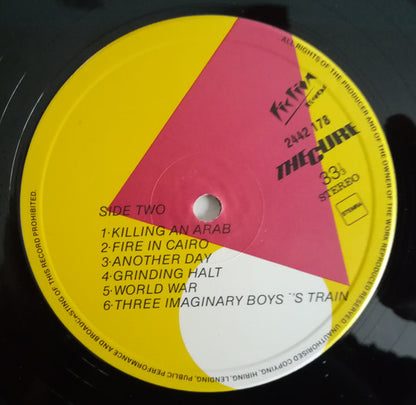 Fiction
Records
2442 178
THE CURE
33⅓
STEREO
STEMRA
SIDE TWO
1·KILLING AN ARAB
2·FIRE IN CAIRO
3·ANOTHER DAY
4·GRINDING HALT
5·WORLD WAR
6·THREE IMAGINARY BOYS ¨'S TRAIN
ALL RIGHTS OF THE PRODUCER AND OF THE OWNER OF THE WORK REPRODUCED RESERVED. UNAUTHORISED COPYING, HIRING, LENDING, PUBLIC PERFORMANCE AND BROADCASTING OF THIS RECORD PROHIBITED.